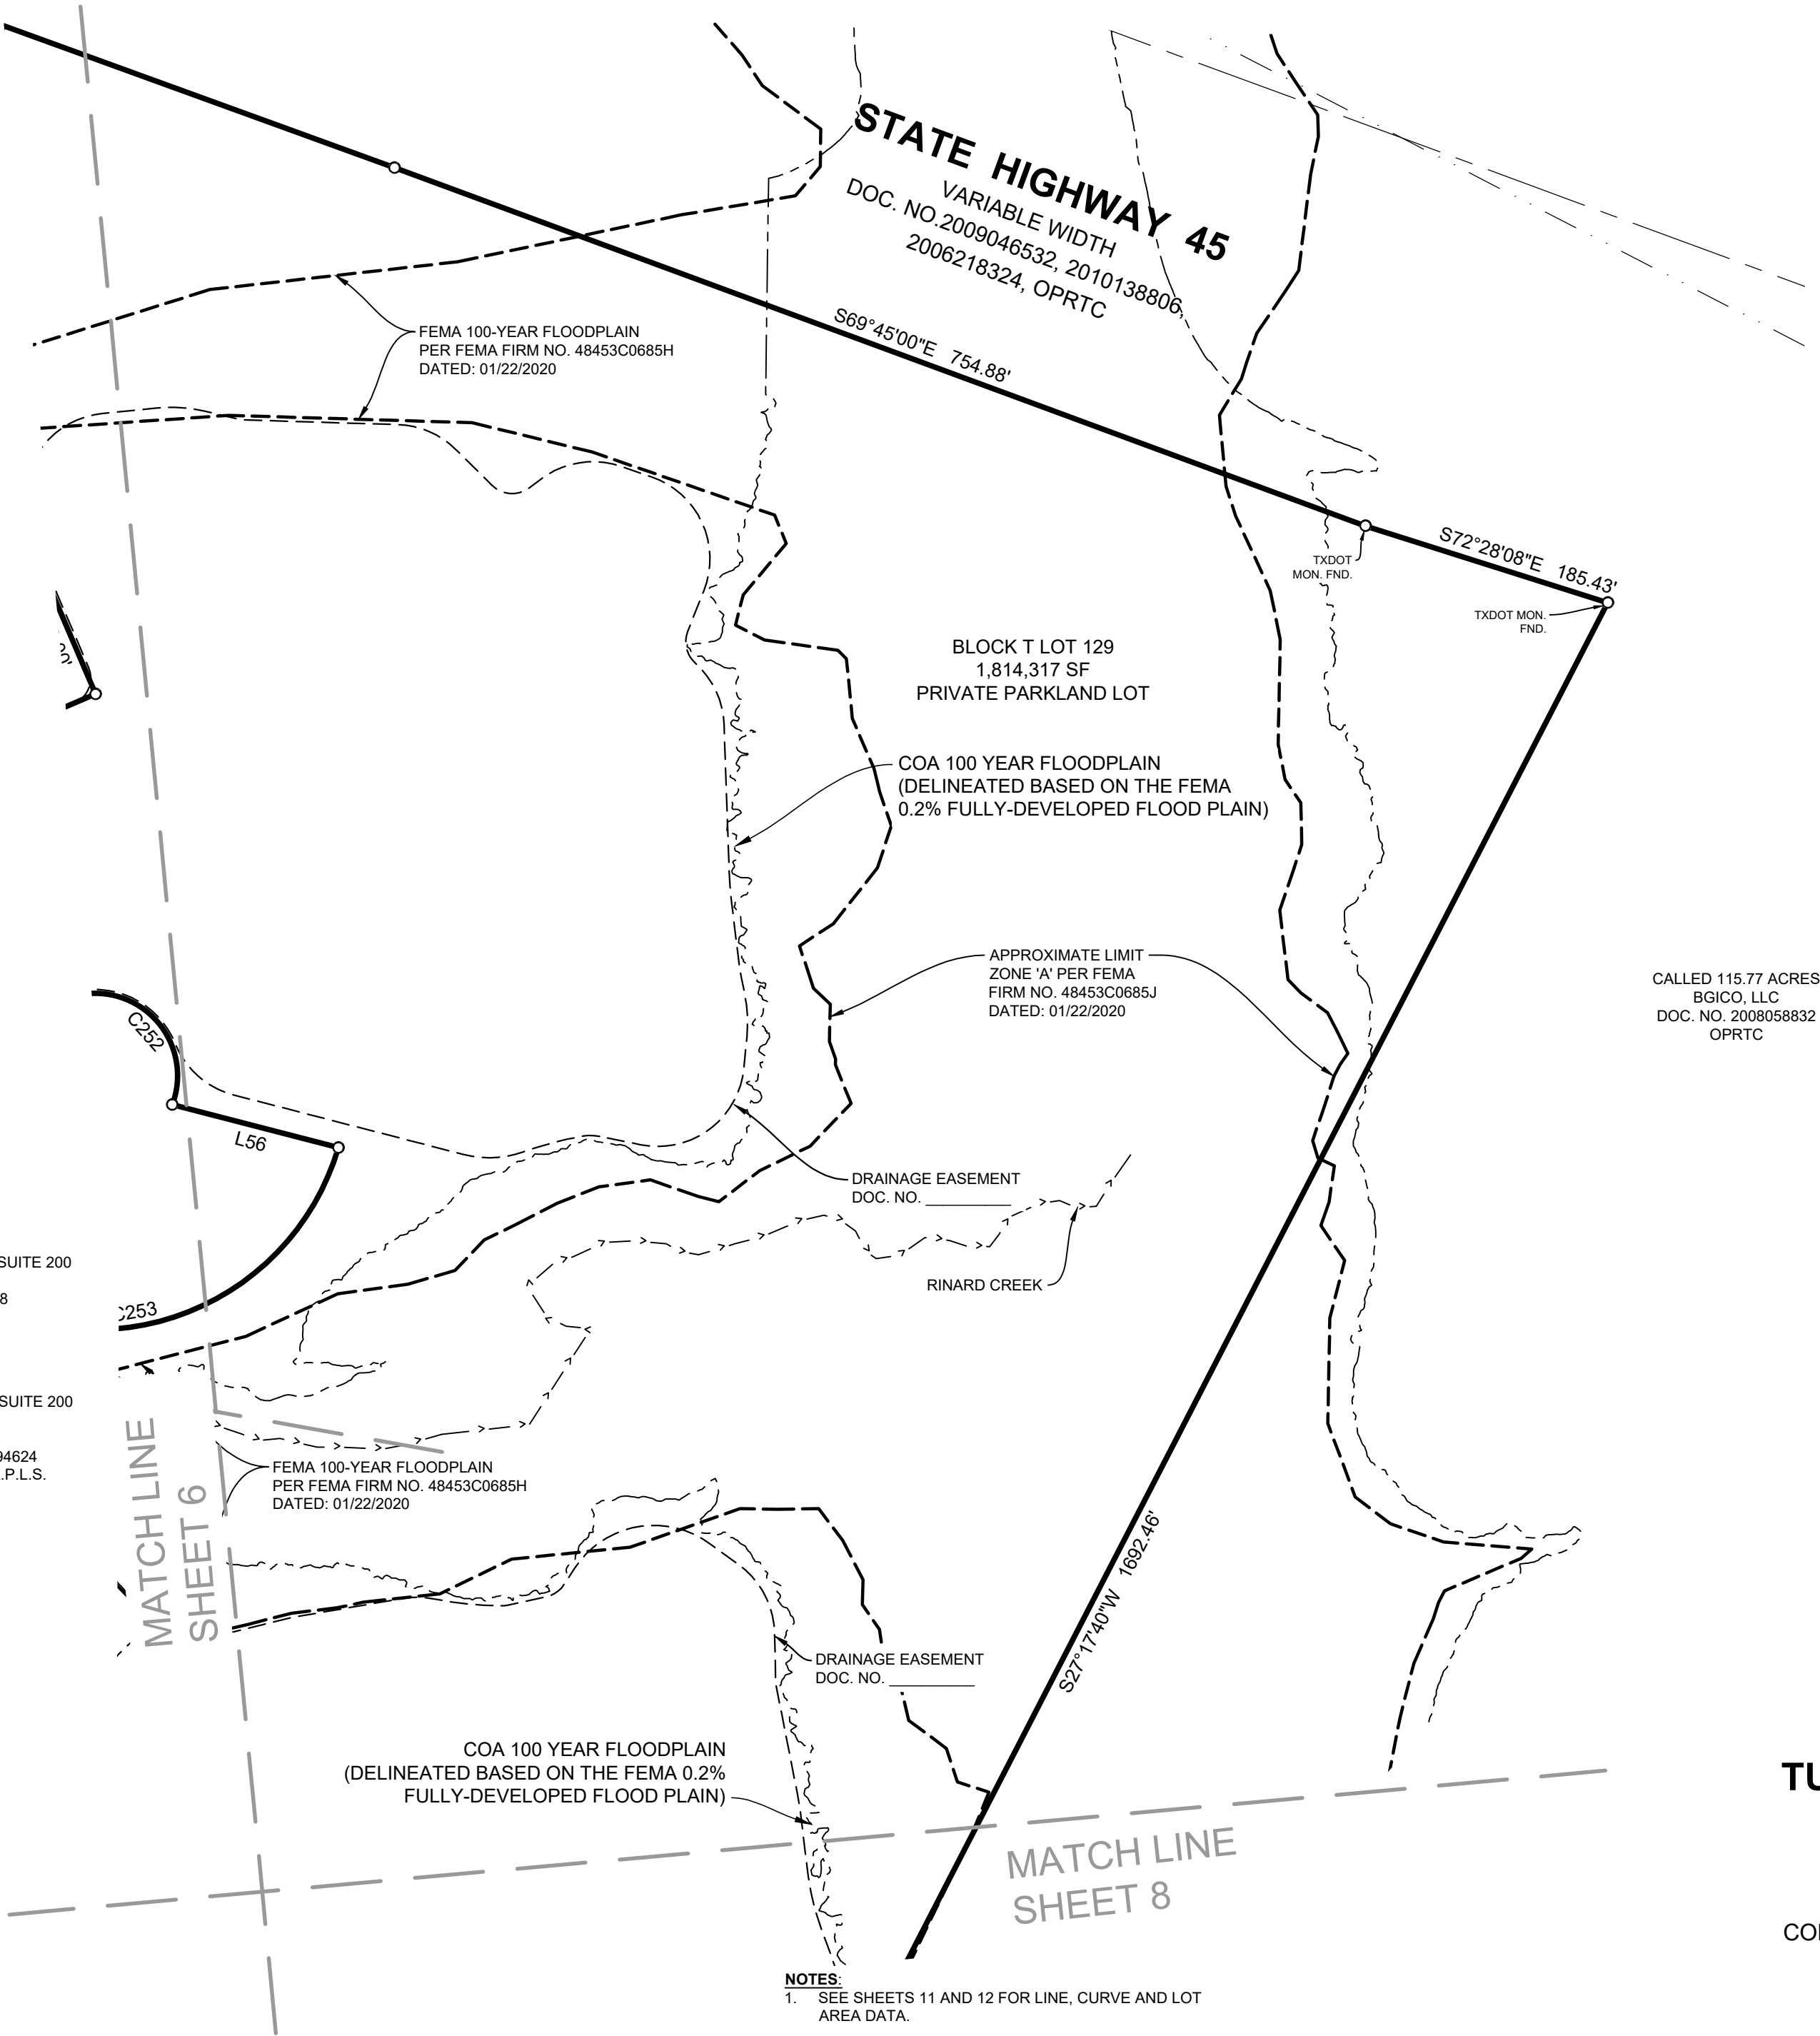 STATE HIGHWAY 45
VARIABLE WIDTH
DOC. NO.2009046532, 2010138806,
2006218324, OPRTC
S69°45'00"E 754.88'
FEMA 100-YEAR FLOODPLAIN
PER FEMA FIRM NO. 48453C0685H
DATED: 01/22/2020
S72°28'08"E 185.43'
TXDOT
MON. FND.
TXDOT MON.
FND.
BLOCK T LOT 129
1,814,317 SF
PRIVATE PARKLAND LOT
COA 100 YEAR FLOODPLAIN
(DELINEATED BASED ON THE FEMA
0.2% FULLY-DEVELOPED FLOOD PLAIN)
APPROXIMATE LIMIT
ZONE 'A' PER FEMA
FIRM NO. 48453C0685J
DATED: 01/22/2020
CALLED 115.77 ACRES
BGICO, LLC
DOC. NO. 2008058832
OPRTC
C252
L56
DRAINAGE EASEMENT
DOC. NO. __________
RINARD CREEK
SUITE 200
8
C253
SUITE 200
94624
.P.L.S.
MATCH LINE
SHEET 6
FEMA 100-YEAR FLOODPLAIN
PER FEMA FIRM NO. 48453C0685H
DATED: 01/22/2020
S27°17'40"W 1692.46'
DRAINAGE EASEMENT
DOC. NO. __________
COA 100 YEAR FLOODPLAIN
(DELINEATED BASED ON THE FEMA 0.2%
FULLY-DEVELOPED FLOOD PLAIN)
TU
MATCH LINE
SHEET 8
NOTES:
1. SEE SHEETS 11 AND 12 FOR LINE, CURVE AND LOT
AREA DATA.